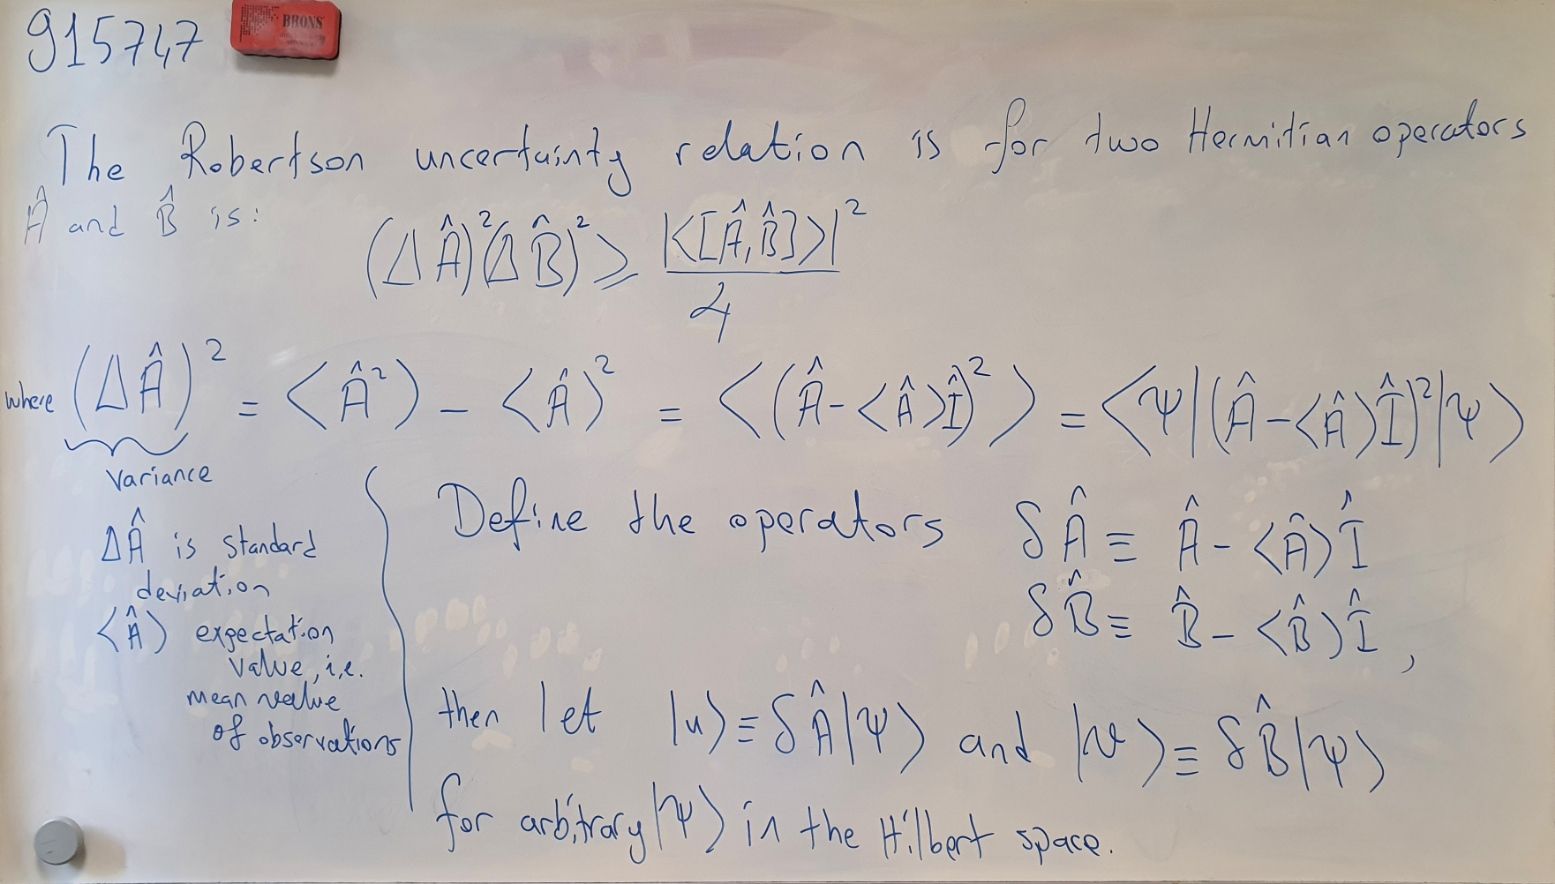 915747
BRONS
The Robertson uncertainty relation is for two Hermitian operators
Â and B̂ is:
(ΔÂ)²(ΔB̂)² ⩾ |<[Â,B̂]>|² / 4
where (ΔÂ)² = <Â²> - <Â>² = <(Â-<Â>Î)²> = <Ψ|(Â-<Â>Î)²|Ψ>
Variance
ΔÂ is standard
deviation
<Â> expectation
value, i.e.
mean value
of observations
Define the operators δÂ ≡ Â - <Â>Î
δB̂ ≡ B̂ - <B̂>Î,
then let |u> ≡ δÂ|Ψ> and |v> ≡ δB̂|Ψ>
for arbitrary |Ψ> in the Hilbert space.